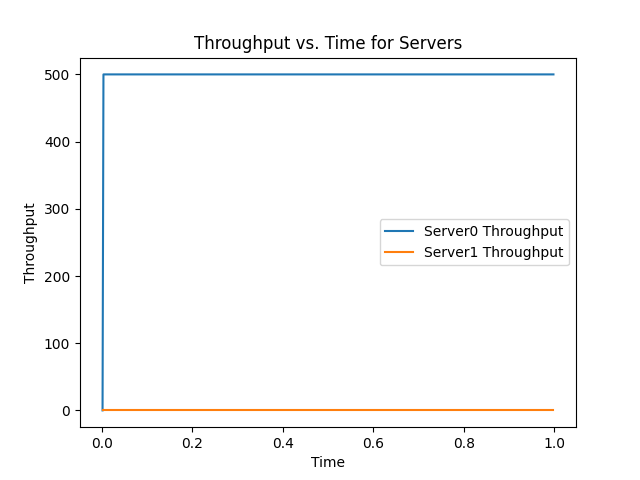 Throughput vs. Time for Servers
500
400
300
200
100
0
Throughput
Server0 Throughput
Server1 Throughput
0.0 0.2 0.4 0.6 0.8 1.0
Time